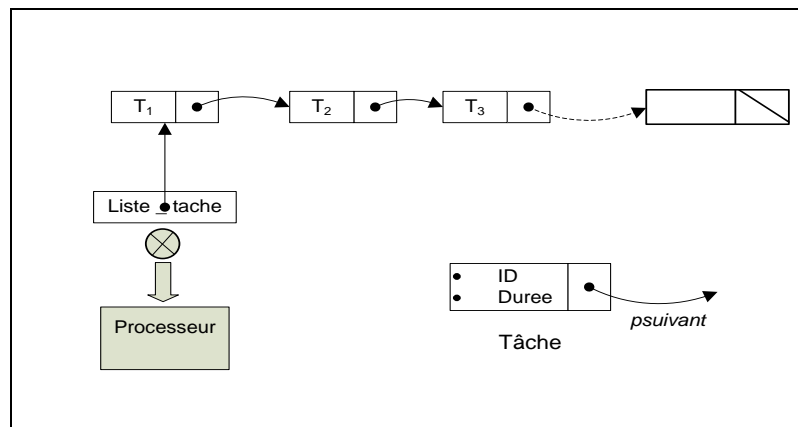 T₁
T₂
T₃
Liste_tache
Processeur
ID
Duree
psuivant
Tâche